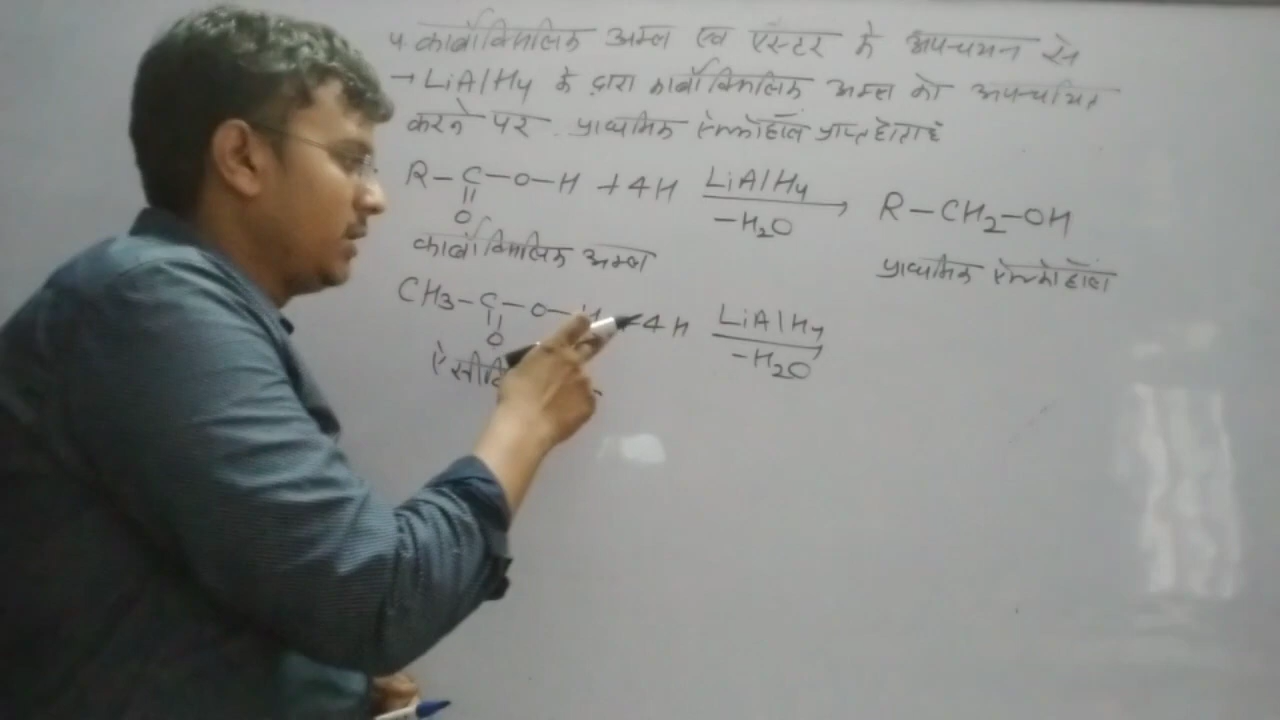 4. कार्बोक्सिलिक अम्ल एवं एस्टर के अपचयन से
→ LiAlH4 के द्वारा कार्बोक्सिलिक अम्ल को अपचयित
करने पर प्राथमिक ऐल्कोहॉल प्राप्त होता है
R-C-O-H + 4H LiAlH4 -H2O → R-CH2-OH
||
O
कार्बोक्सिलिक अम्ल प्राथमिक ऐल्कोहॉल
CH3-C-O-H +4H LiAlH4 -H2O →
||
O